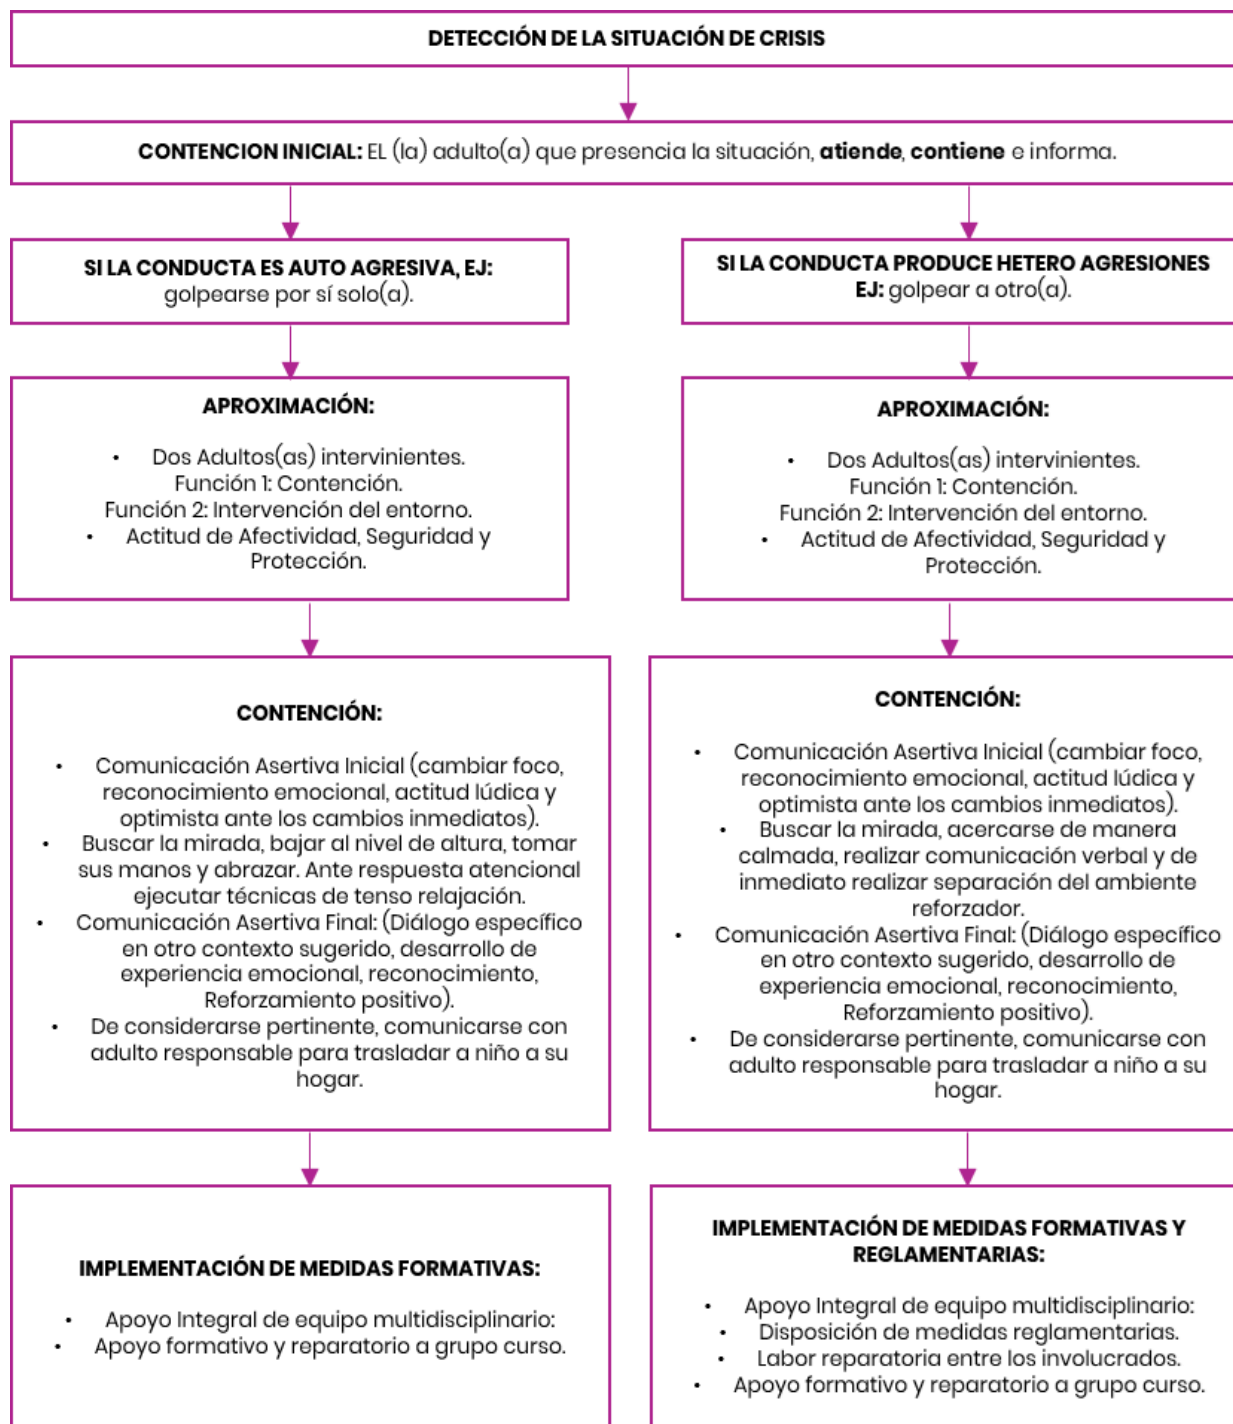 DETECCIÓN DE LA SITUACIÓN DE CRISIS
CONTENCION INICIAL: EL (la) adulto(a) que presencia la situación, atiende, contiene e informa.
SI LA CONDUCTA ES AUTO AGRESIVA, EJ:
golpearse por sí solo(a).
SI LA CONDUCTA PRODUCE HETERO AGRESIONES
EJ: golpear a otro(a).
APROXIMACIÓN:
• Dos Adultos(as) intervinientes.
Función 1: Contención.
Función 2: Intervención del entorno.
• Actitud de Afectividad, Seguridad y
Protección.
APROXIMACIÓN:
• Dos Adultos(as) intervinientes.
Función 1: Contención.
Función 2: Intervención del entorno.
• Actitud de Afectividad, Seguridad y
Protección.
CONTENCIÓN:
• Comunicación Asertiva Inicial (cambiar foco,
reconocimiento emocional, actitud lúdica y
optimista ante los cambios inmediatos).
• Buscar la mirada, bajar al nivel de altura, tomar
sus manos y abrazar. Ante respuesta atencional
ejecutar técnicas de tenso relajación.
• Comunicación Asertiva Final: (Diálogo específico
en otro contexto sugerido, desarrollo de
experiencia emocional, reconocimiento,
Reforzamiento positivo).
• De considerarse pertinente, comunicarse con
adulto responsable para trasladar a niño a su
hogar.
CONTENCIÓN:
• Comunicación Asertiva Inicial (cambiar foco,
reconocimiento emocional, actitud lúdica y
optimista ante los cambios inmediatos).
• Buscar la mirada, acercarse de manera
calmada, realizar comunicación verbal y de
inmediato realizar separación del ambiente
reforzador.
• Comunicación Asertiva Final: (Diálogo específico
en otro contexto sugerido, desarrollo de
experiencia emocional, reconocimiento,
Reforzamiento positivo).
• De considerarse pertinente, comunicarse con
adulto responsable para trasladar a niño a su
hogar.
IMPLEMENTACIÓN DE MEDIDAS FORMATIVAS:
• Apoyo Integral de equipo multidisciplinario:
• Apoyo formativo y reparatorio a grupo curso.
IMPLEMENTACIÓN DE MEDIDAS FORMATIVAS Y
REGLAMENTARIAS:
• Apoyo Integral de equipo multidisciplinario:
• Disposición de medidas reglamentarias.
• Labor reparatoria entre los involucrados.
• Apoyo formativo y reparatorio a grupo curso.